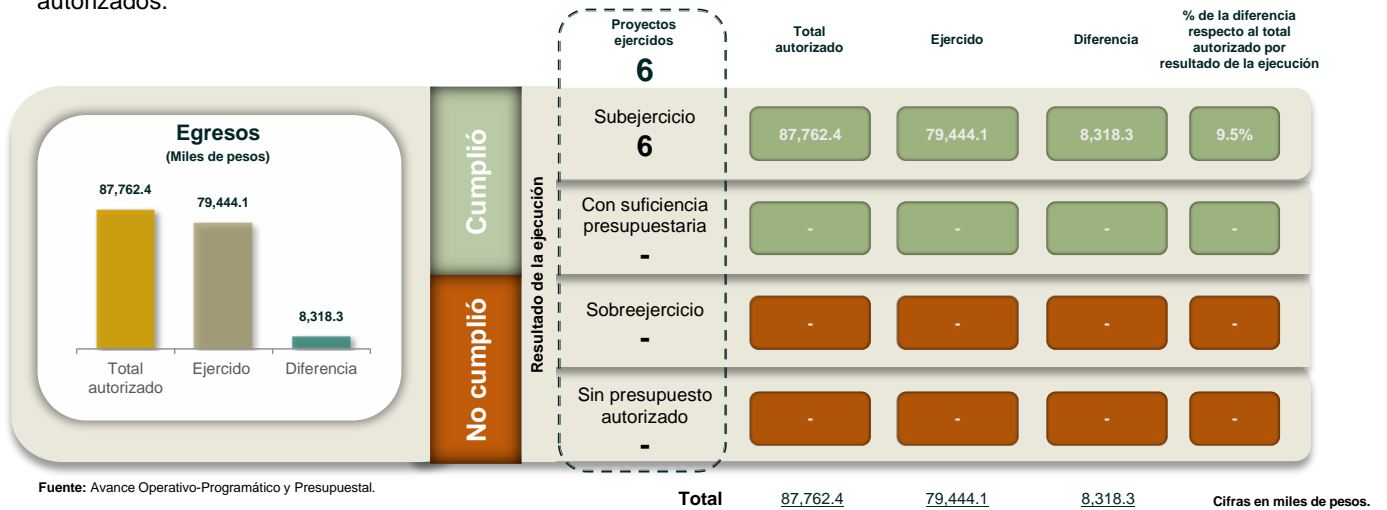 autorizados.
Proyectos
ejercidos
6
Total
autorizado
Ejercido
Diferencia
% de la diferencia
respecto al total
autorizado por
resultado de la ejecución
Egresos
(Miles de pesos)
87,762.4
79,444.1
8,318.3
Total
autorizado
Ejercido
Diferencia
Cumplió
No cumplió
Resultado de la ejecución
Subejercicio
6
87,762.4
79,444.1
8,318.3
9.5%
Con suficiencia
presupuestaria
-
-
-
-
-
Sobreejercicio
-
-
-
-
-
Sin presupuesto
autorizado
-
-
-
-
-
Fuente: Avance Operativo-Programático y Presupuestal.
Total 87,762.4 79,444.1 8,318.3 Cifras en miles de pesos.